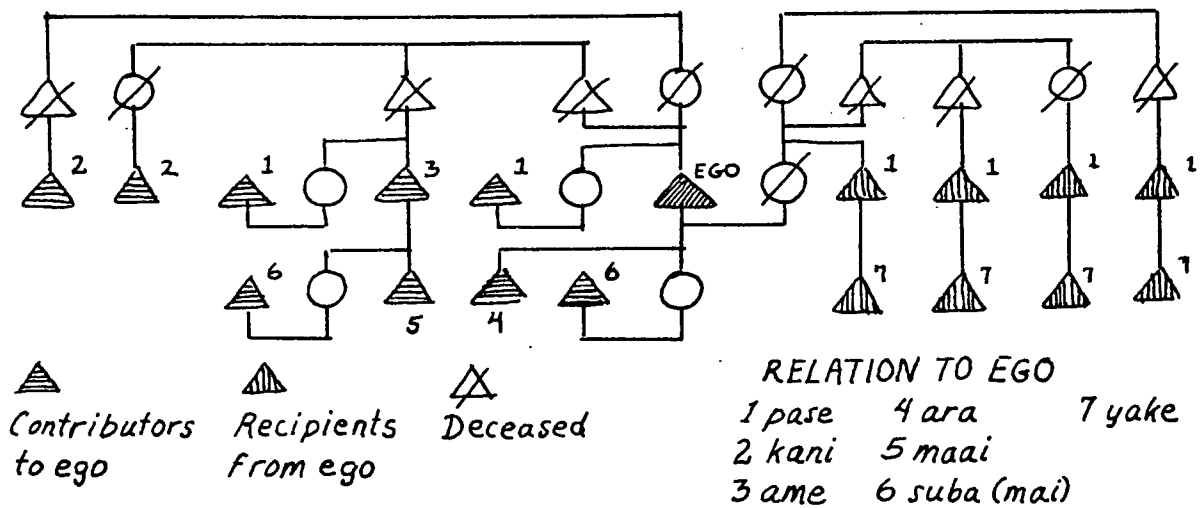 2 2 1 3 1 EGO 1 1 1 1
6 6 7 7 7 7
5 4
Contributors to ego
Recipients from ego
Deceased
RELATION TO EGO
1 pase 4 ara 7 yake
2 kani 5 maai
3 ame 6 suba (mai)